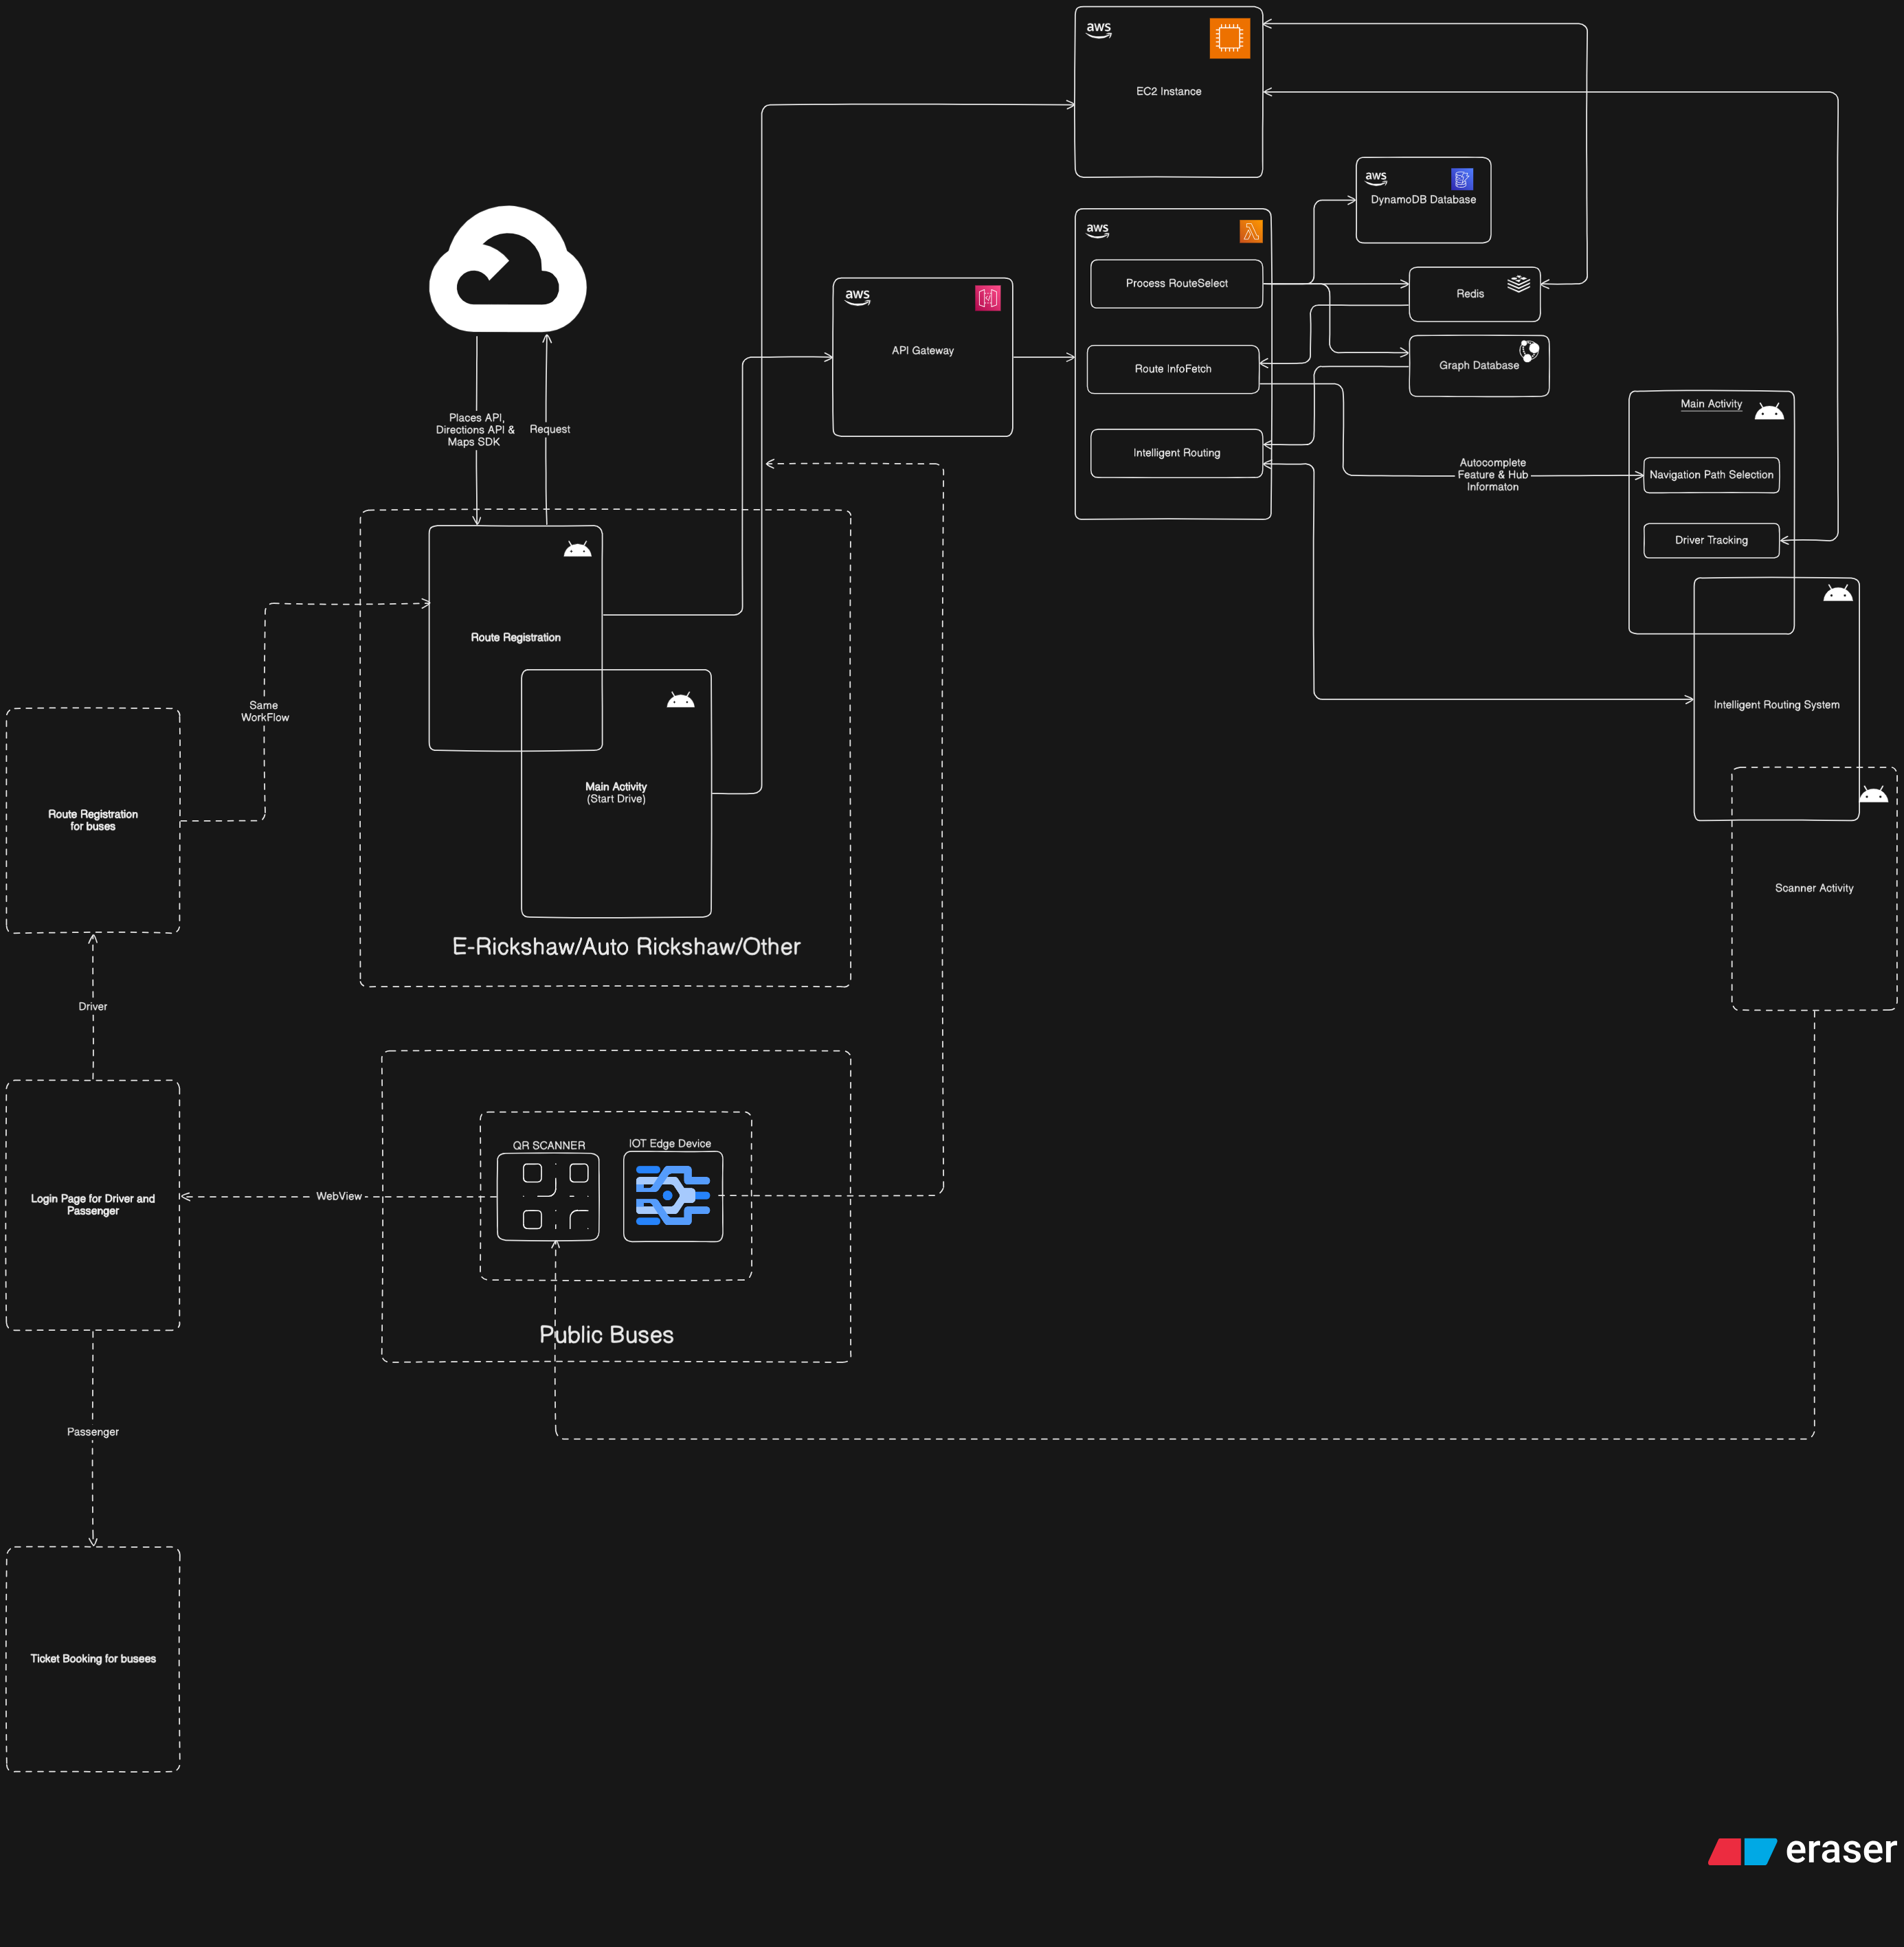 aws
EC2 Instance
aws
DynamoDB Database
aws
Process RouteSelect
Route InfoFetch
Intelligent Routing
Redis
Graph Database
aws
API Gateway
Places API,
Directions API &
Maps SDK
Request
Main Activity
Navigation Path Selection
Driver Tracking
Autocomplete
Feature & Hub
Informaton
Intelligent Routing System
Scanner Activity
Route Registration
Main Activity
(Start Drive)
E-Rickshaw/Auto Rickshaw/Other
Same
WorkFlow
Route Registration
for buses
Driver
Login Page for Driver and
Passenger
WebView
QR SCANNER
IOT Edge Device
Public Buses
Passenger
Ticket Booking for busees
eraser